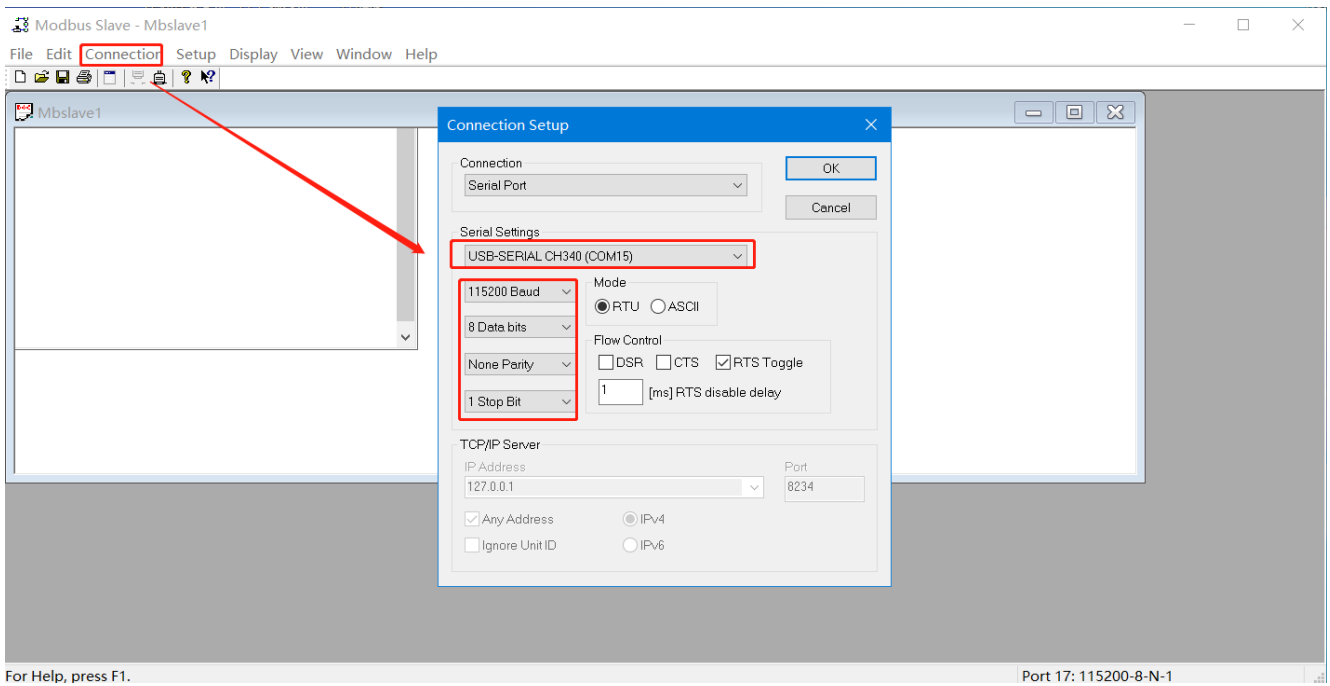 Modbus Slave - Mbslave1
File Edit Connection Setup Display View Window Help
Mbslave1
Connection Setup
Connection
Serial Port
OK
Cancel
Serial Settings
USB-SERIAL CH340 (COM15)
115200 Baud
Mode
RTU ASCII
8 Data bits
Flow Control
None Parity
DSR CTS RTS Toggle
1 [ms] RTS disable delay
1 Stop Bit
TCP/IP Server
IP Address Port
127.0.0.1 8234
Any Address IPv4
Ignore Unit ID IPv6
For Help, press F1. Port 17: 115200-8-N-1